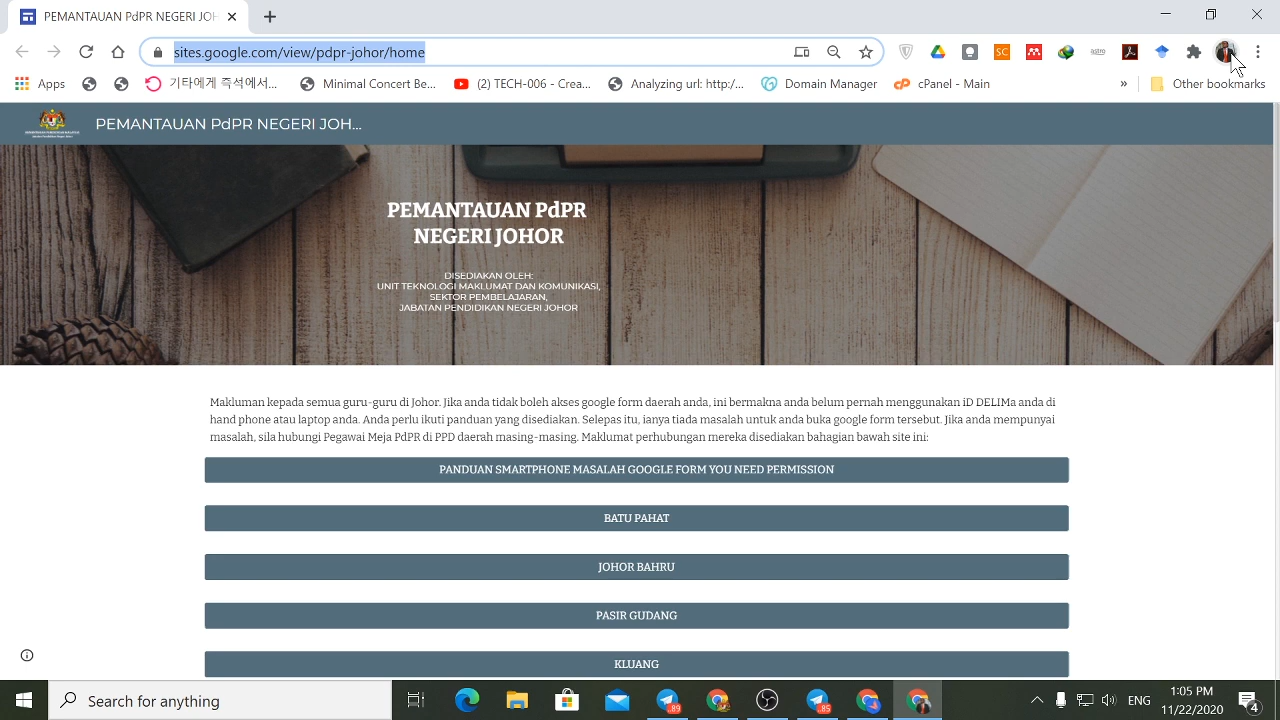 PEMANTAUAN PdPR NEGERI JOH
sites.google.com/view/pdpr-johor/home
SC
astro
Apps
기타에게 즉석에서...
Minimal Concert Be...
(2) TECH-006 - Crea...
Analyzing url: http:/...
Domain Manager
cPanel - Main
»
Other bookmarks
PEMANTAUAN PdPR NEGERI JOH...
PEMANTAUAN PdPR
NEGERI JOHOR
DISEDIAKAN OLEH:
UNIT TEKNOLOGI MAKLUMAT DAN KOMUNIKASI,
SEKTOR PEMBELAJARAN,
JABATAN PENDIDIKAN NEGERI JOHOR
Makluman kepada semua guru-guru di Johor. Jika anda tidak boleh akses google form daerah anda, ini bermakna anda belum pernah menggunakan iD DELIMa anda di
hand phone atau laptop anda. Anda perlu ikuti panduan yang disediakan. Selepas itu, ianya tiada masalah untuk anda buka google form tersebut. Jika anda mempunyai
masalah, sila hubungi Pegawai Meja PdPR di PPD daerah masing-masing. Maklumat perhubungan mereka disediakan bahagian bawah site ini:
PANDUAN SMARTPHONE MASALAH GOOGLE FORM YOU NEED PERMISSION
BATU PAHAT
JOHOR BAHRU
PASIR GUDANG
KLUANG
Search for anything
.89
.85
ENG
1:05 PM
11/22/2020
4